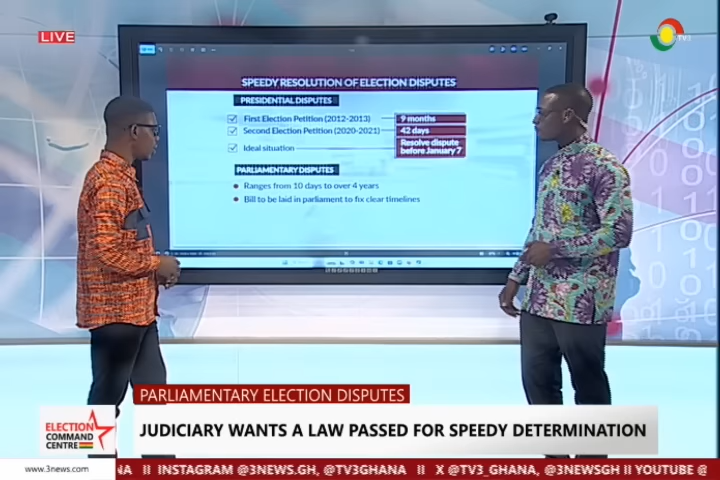 LIVE
TV3
SPEEDY RESOLUTION OF ELECTION DISPUTES
PRESIDENTIAL DISPUTES
First Election Petition (2012-2013)
9 months
Second Election Petition (2020-2021)
42 days
Ideal situation
Resolve dispute
before January 7
PARLIAMENTARY DISPUTES
Ranges from 10 days to over 4 years
Bill to be laid in parliament to fix clear timelines
PARLIAMENTARY ELECTION DISPUTES
ELECTION
COMMAND
CENTRE
JUDICIARY WANTS A LAW PASSED FOR SPEEDY DETERMINATION
www.3news.com
NA II INSTAGRAM @3NEWS.GH, @TV3GHANA II X @TV3_GHANA, @3NEWSGH II YOUTUBE @